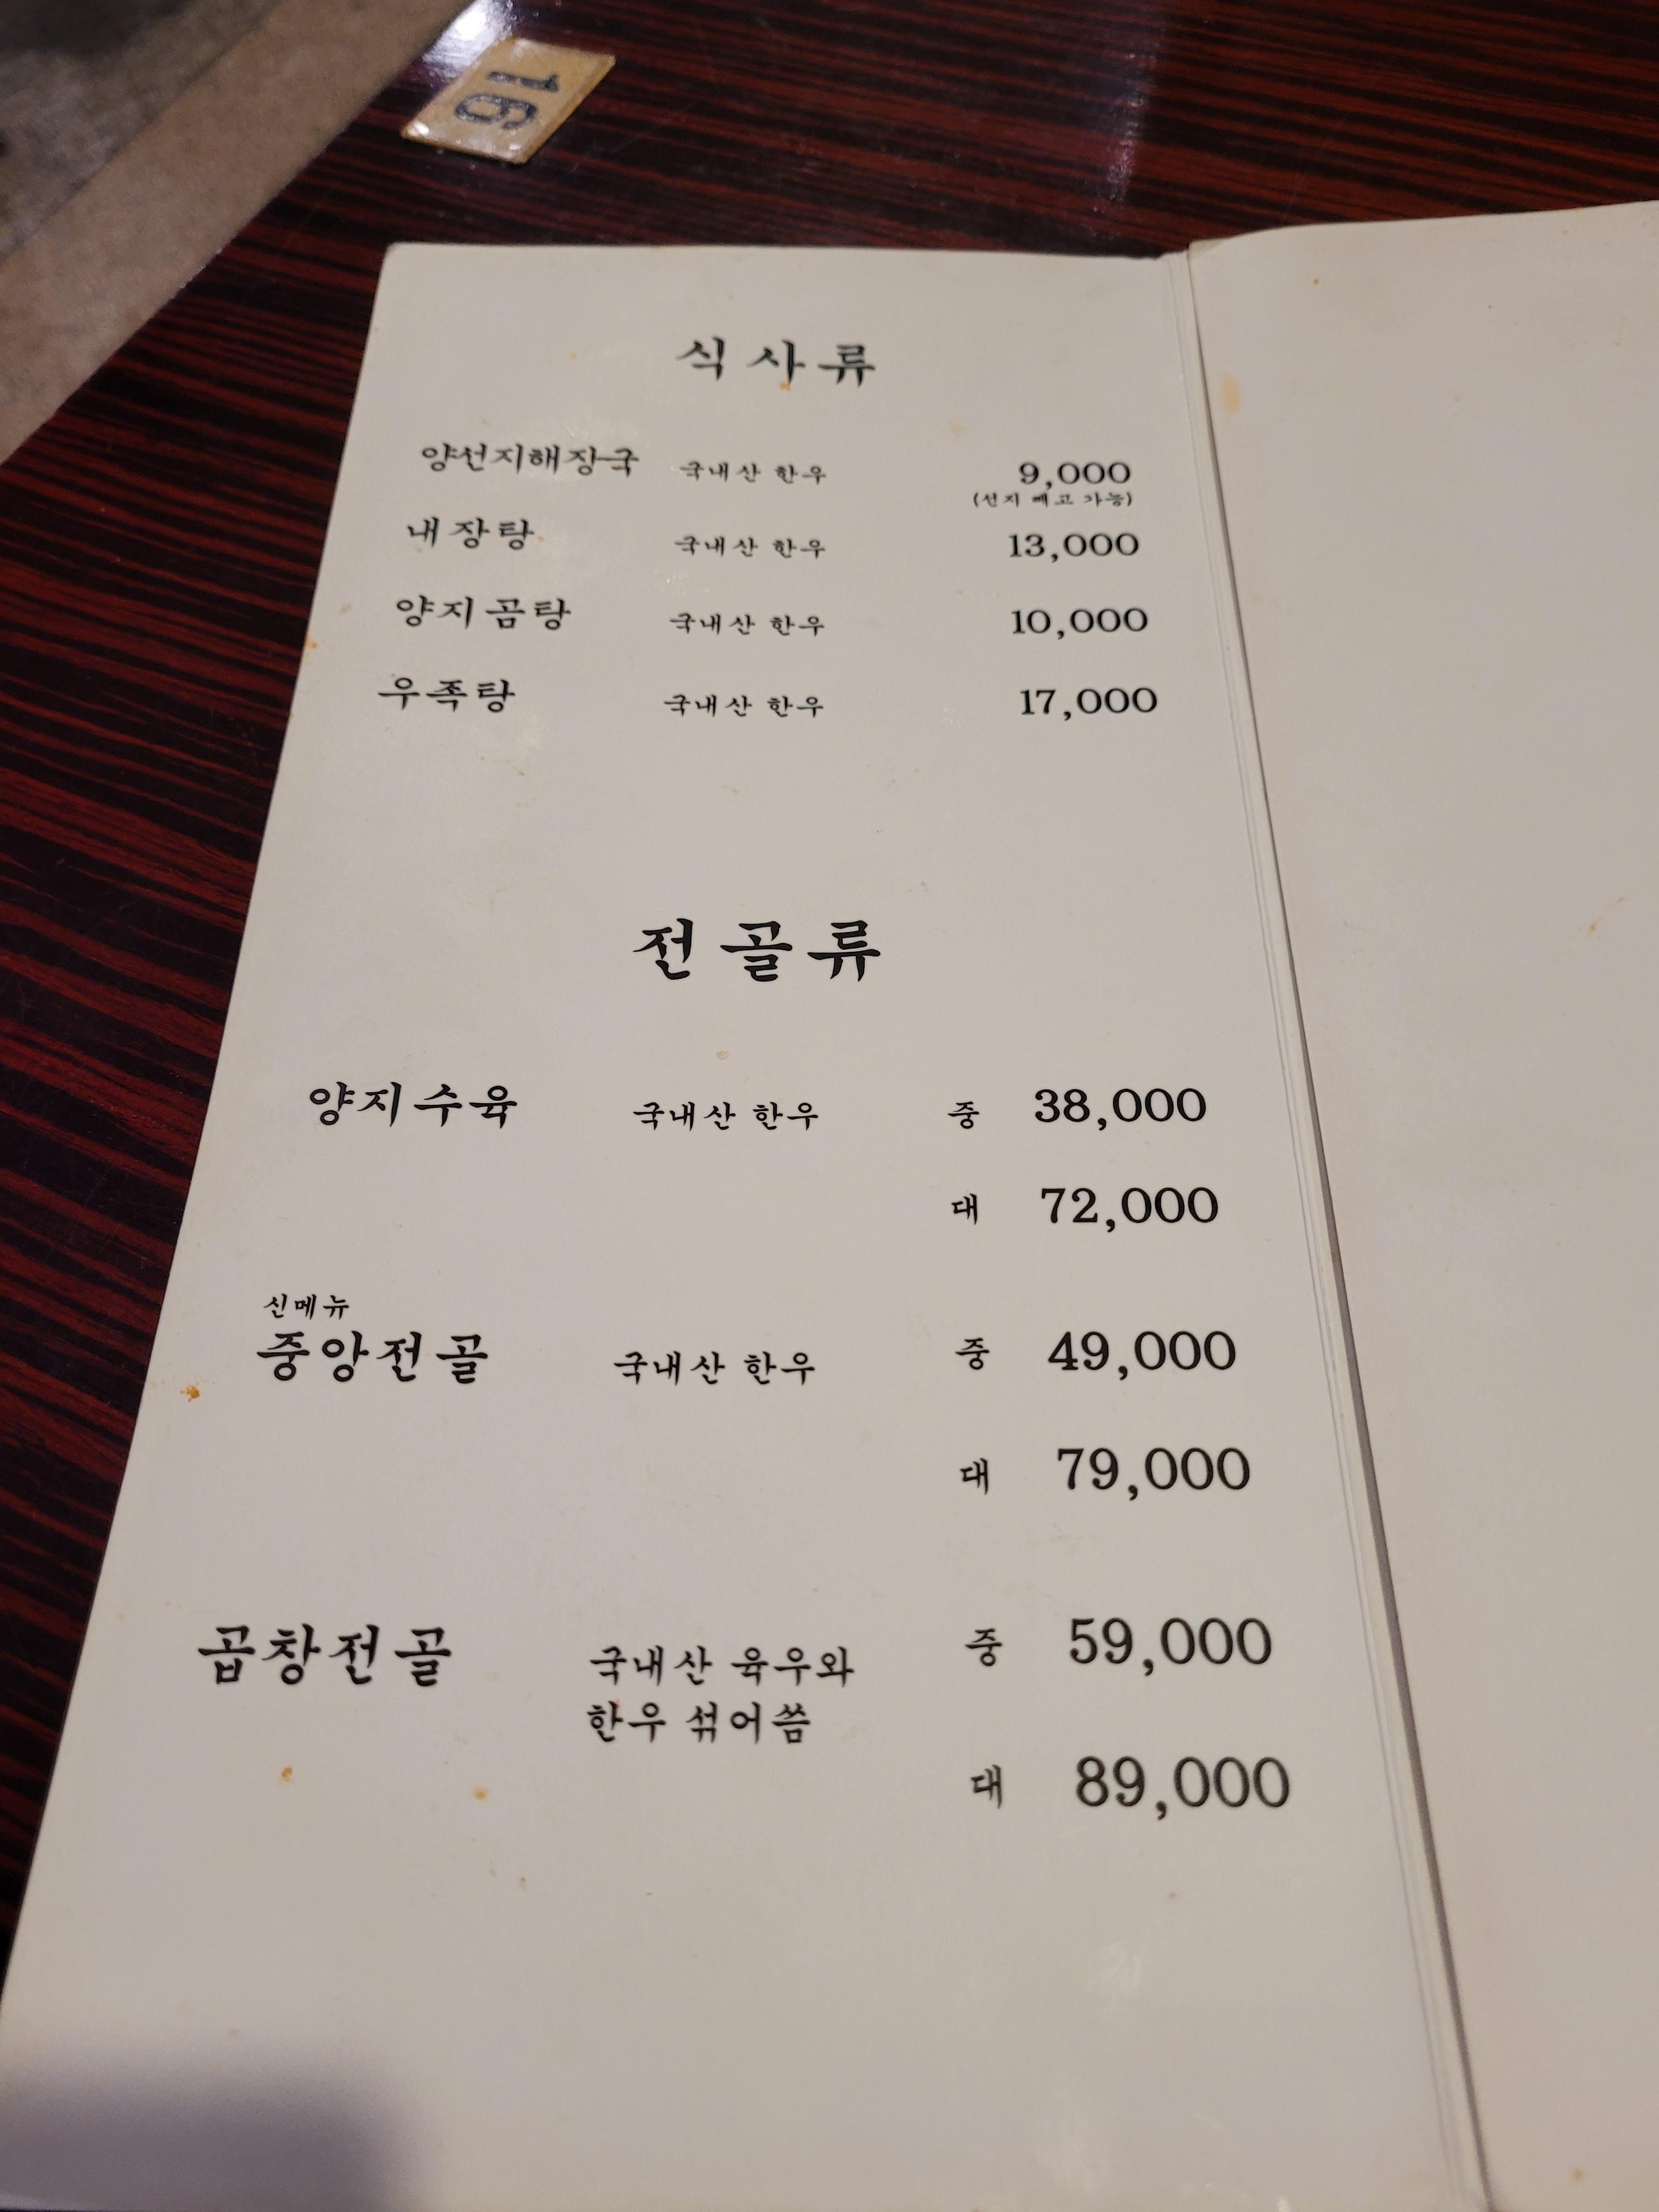 16
식사류
양선지해장국 국내산 한우 9,000
(선지 빼고 가능)
내장탕 국내산 한우 13,000
양지곰탕 국내산 한우 10,000
우족탕 국내산 한우 17,000
전골류
양지수육 국내산 한우 중 38,000
대 72,000
신메뉴
중앙전골 국내산 한우 중 49,000
대 79,000
곱창전골 국내산 육우와 중 59,000
한우 섞어씀
대 89,000